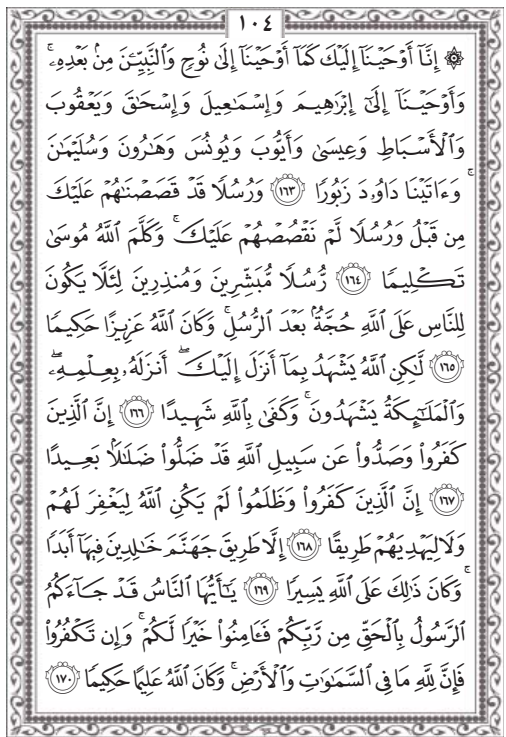 ١٠٤
۞ إِنَّآ أَوْحَيْنَآ إِلَيْكَ كَمَآ أَوْحَيْنَآ إِلَىٰ نُوحٍ وَٱلنَّبِيِّـۧنَ مِنۢ بَعْدِهِۦۚ
وَأَوْحَيْنَآ إِلَىٰٓ إِبْرَٰهِيمَ وَإِسْمَـٰعِيلَ وَإِسْحَـٰقَ وَيَعْقُوبَ
وَٱلْأَسْبَاطِ وَعِيسَىٰ وَأَيُّوبَ وَيُونُسَ وَهَـٰرُونَ وَسُلَيْمَـٰنَ
ۚ وَءَاتَيْنَا دَاوُۥدَ زَبُورًا ١٦٣ وَرُسُلًا قَدْ قَصَصْنَـٰهُمْ عَلَيْكَ
مِن قَبْلُ وَرُسُلًا لَّمْ نَقْصُصْهُمْ عَلَيْكَۚ وَكَلَّمَ ٱللَّهُ مُوسَىٰ
تَكْلِيمًا ١٦٤ رُّسُلًا مُّبَشِّرِينَ وَمُنذِرِينَ لِئَلَّا يَكُونَ
لِلنَّاسِ عَلَى ٱللَّهِ حُجَّةٌۢ بَعْدَ ٱلرُّسُلِۚ وَكَانَ ٱللَّهُ عَزِيزًا حَكِيمًا
١٦٥ لَّـٰكِنِ ٱللَّهُ يَشْهَدُ بِمَآ أَنزَلَ إِلَيْكَۖ أَنزَلَهُۥ بِعِلْمِهِۦۖ
وَٱلْمَلَـٰٓئِكَةُ يَشْهَدُونَۚ وَكَفَىٰ بِٱللَّهِ شَهِيدًا ١٦٦ إِنَّ ٱلَّذِينَ
كَفَرُوا۟ وَصَدُّوا۟ عَن سَبِيلِ ٱللَّهِ قَدْ ضَلُّوا۟ ضَلَـٰلًۢا بَعِيدًا
١٦٧ إِنَّ ٱلَّذِينَ كَفَرُوا۟ وَظَلَمُوا۟ لَمْ يَكُنِ ٱللَّهُ لِيَغْفِرَ لَهُمْ
وَلَا لِيَهْدِيَهُمْ طَرِيقًا ١٦٨ إِلَّا طَرِيقَ جَهَنَّمَ خَـٰلِدِينَ فِيهَآ أَبَدًا
ۚ وَكَانَ ذَٰلِكَ عَلَى ٱللَّهِ يَسِيرًا ١٦٩ يَـٰٓأَيُّهَا ٱلنَّاسُ قَدْ جَآءَكُمُ
ٱلرَّسُولُ بِٱلْحَقِّ مِن رَّبِّكُمْ فَـَٔامِنُوا۟ خَيْرًا لَّكُمْۚ وَإِن تَكْفُرُوا۟
فَإِنَّ لِلَّهِ مَا فِى ٱلسَّمَـٰوَٰتِ وَٱلْأَرْضِۚ وَكَانَ ٱللَّهُ عَلِيمًا حَكِيمًا ١٧٠